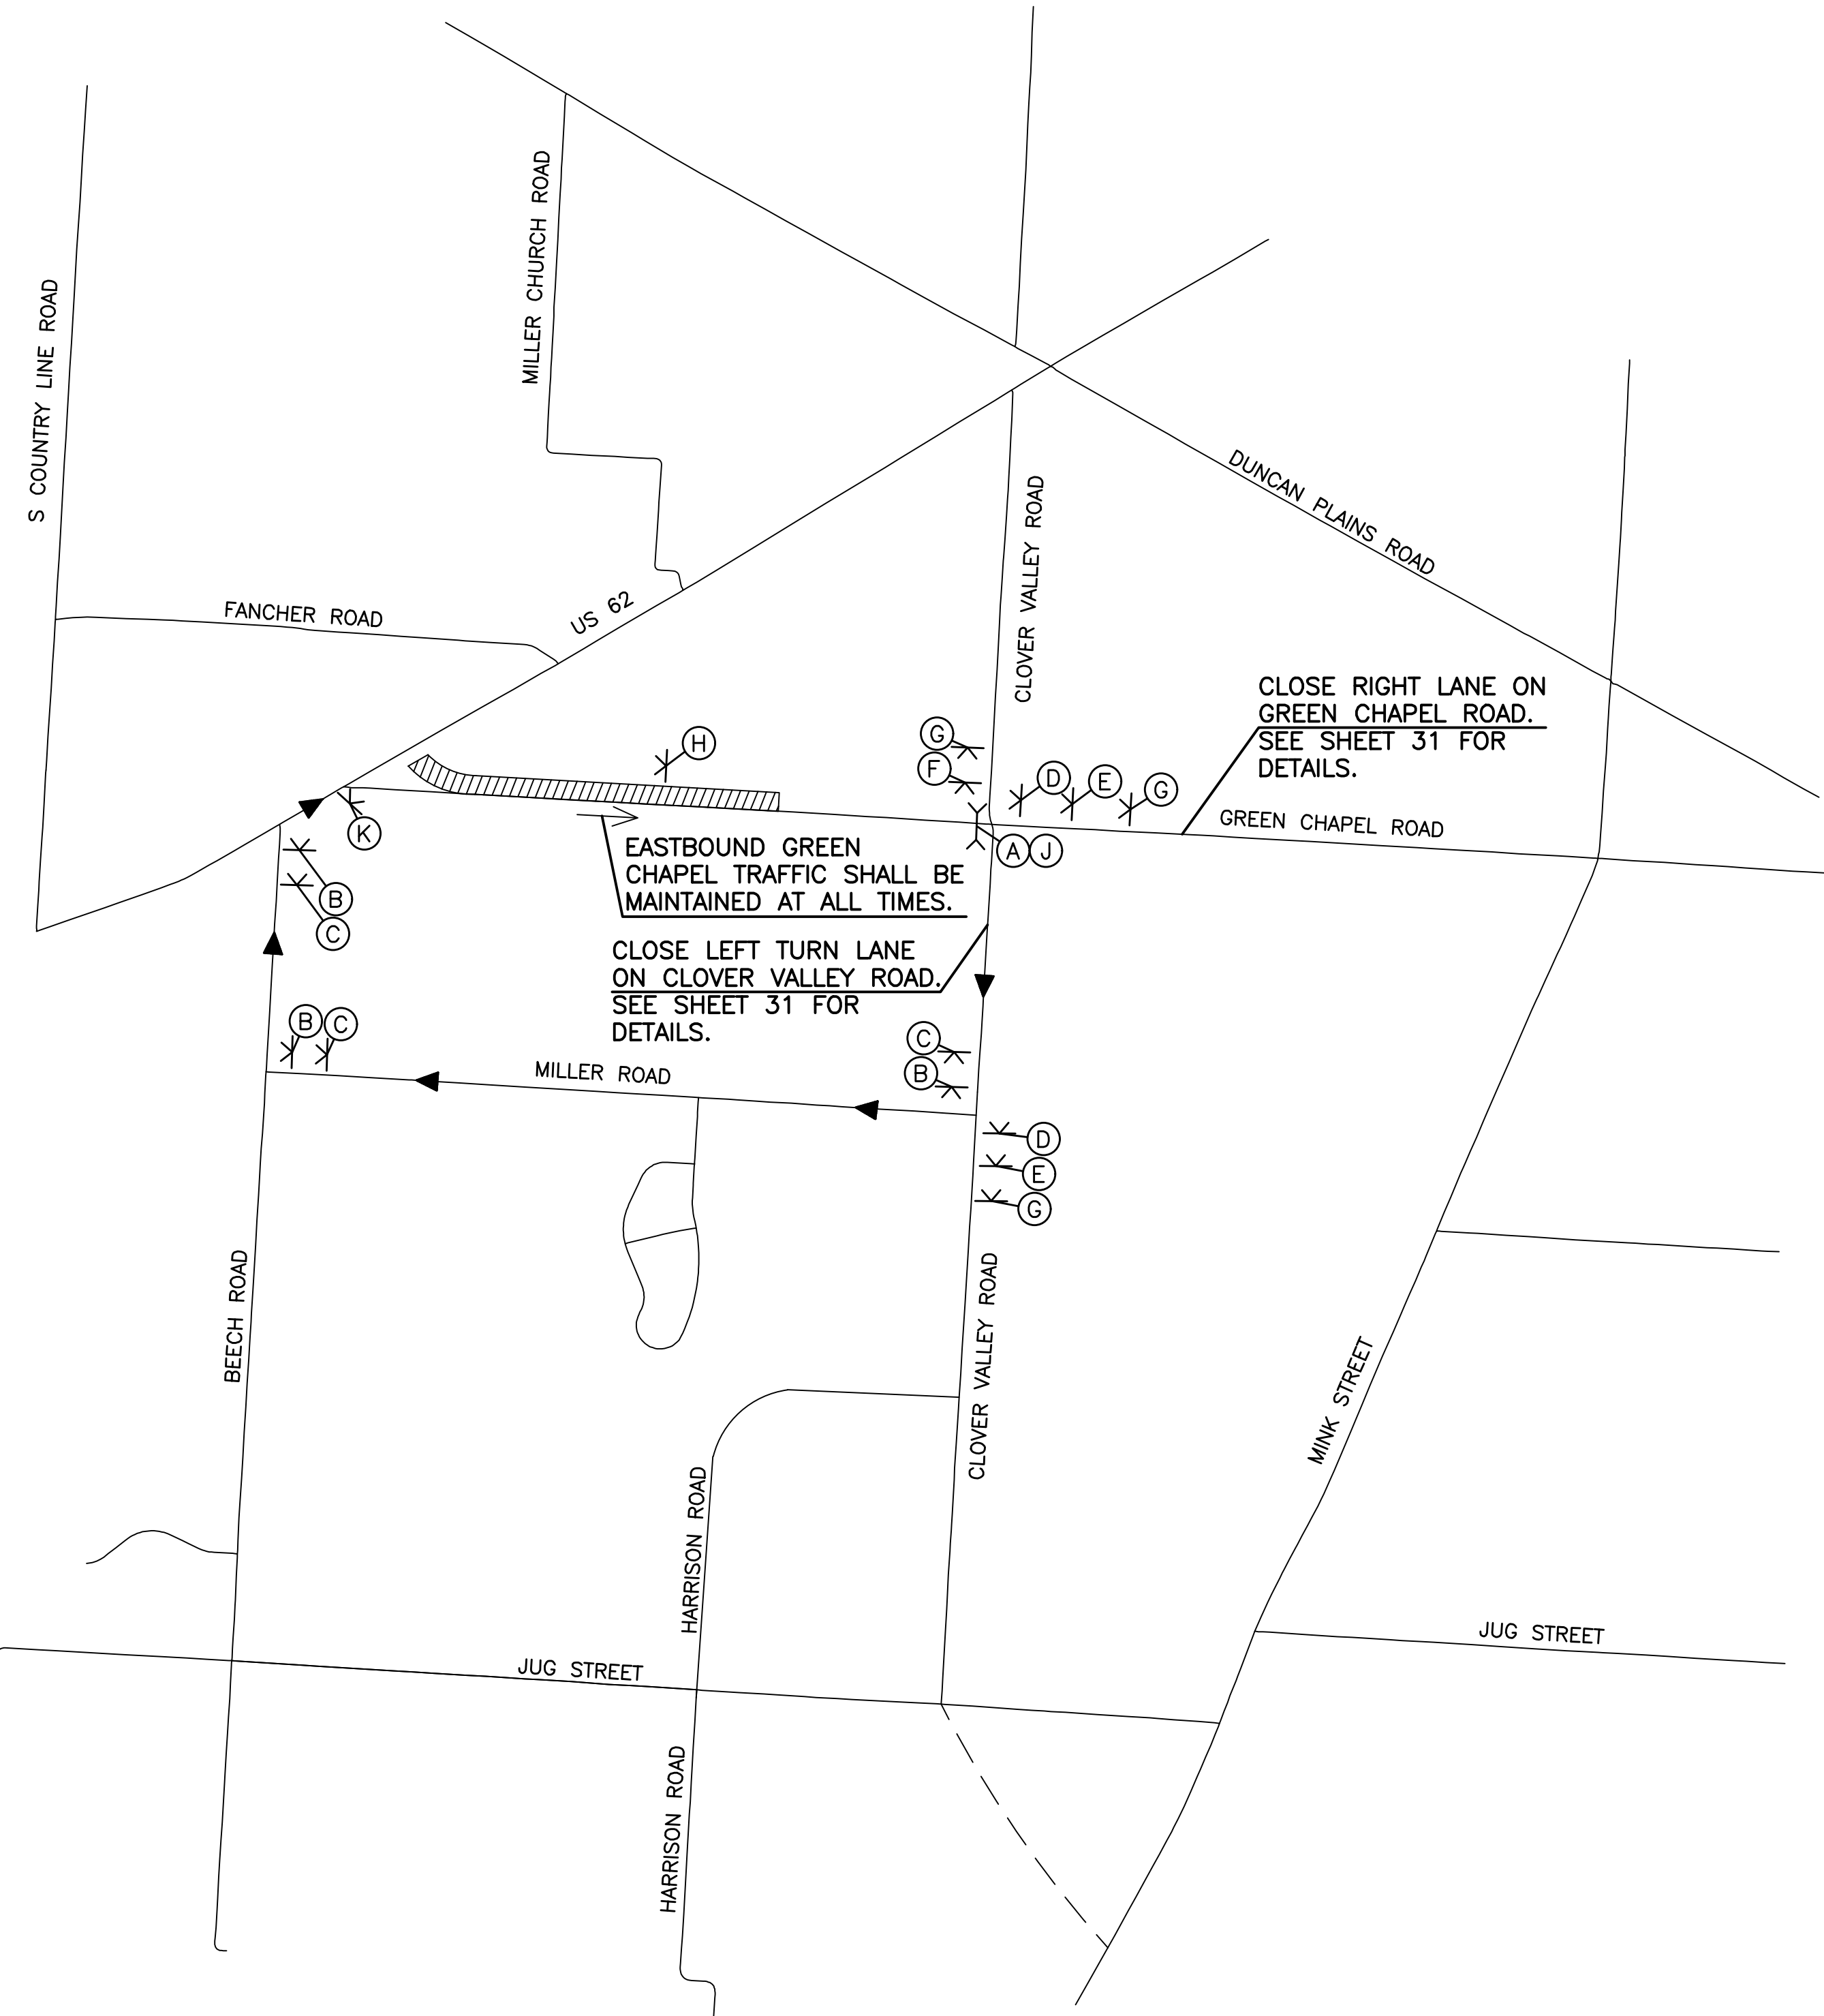 MILLER CHURCH ROAD
S COUNTRY LINE ROAD
DUNCAN PLAINS ROAD
CLOVER VALLEY ROAD
FANCHER ROAD
US 62
CLOSE RIGHT LANE ON
GREEN CHAPEL ROAD.
SEE SHEET 31 FOR
DETAILS.
H
G
F
D
E
G
GREEN CHAPEL ROAD
K
A
J
EASTBOUND GREEN
CHAPEL TRAFFIC SHALL BE
MAINTAINED AT ALL TIMES.
B
C
CLOSE LEFT TURN LANE
ON CLOVER VALLEY ROAD.
SEE SHEET 31 FOR
DETAILS.
B
C
C
B
MILLER ROAD
D
E
G
BEECH ROAD
CLOVER VALLEY ROAD
MINK STREET
HARRISON ROAD
JUG STREET
JUG STREET
HARRISON ROAD